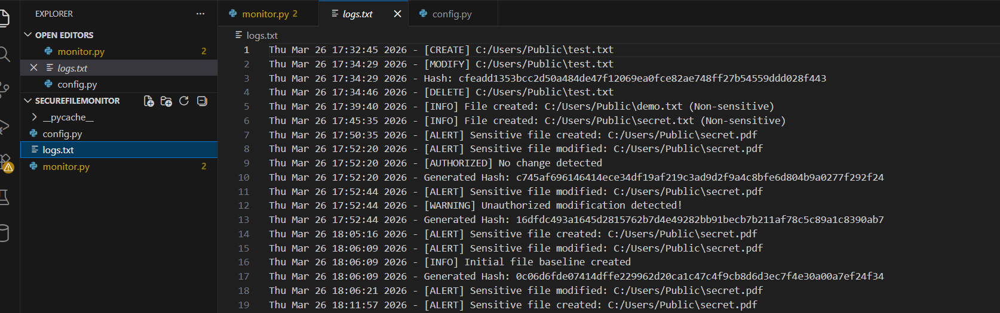 EXPLORER ···
OPEN EDITORS
monitor.py 2
logs.txt
config.py
SECUREFILEMONITOR
__pycache__
config.py
logs.txt
monitor.py 2
monitor.py 2 logs.txt config.py
logs.txt
1 Thu Mar 26 17:32:45 2026 - [CREATE] C:/Users/Public\test.txt
2 Thu Mar 26 17:34:29 2026 - [MODIFY] C:/Users/Public\test.txt
3 Thu Mar 26 17:34:29 2026 - Hash: cfeadd1353bcc2d50a484de47f12069ea0fce82ae748ff27b54559ddd028f443
4 Thu Mar 26 17:34:46 2026 - [DELETE] C:/Users/Public\test.txt
5 Thu Mar 26 17:39:40 2026 - [INFO] File created: C:/Users/Public\demo.txt (Non-sensitive)
6 Thu Mar 26 17:45:35 2026 - [INFO] File created: C:/Users/Public\secret.txt (Non-sensitive)
7 Thu Mar 26 17:50:35 2026 - [ALERT] Sensitive file created: C:/Users/Public\secret.pdf
8 Thu Mar 26 17:52:20 2026 - [ALERT] Sensitive file modified: C:/Users/Public\secret.pdf
9 Thu Mar 26 17:52:20 2026 - [AUTHORIZED] No change detected
10 Thu Mar 26 17:52:20 2026 - Generated Hash: c745af696146414ece34df19af219c3ad9d2f9a4c8bfe6d804b9a0277f292f24
11 Thu Mar 26 17:52:44 2026 - [ALERT] Sensitive file modified: C:/Users/Public\secret.pdf
12 Thu Mar 26 17:52:44 2026 - [WARNING] Unauthorized modification detected!
13 Thu Mar 26 17:52:44 2026 - Generated Hash: 16dfdc493a1645d2815762b7d4e49282bb91becb7b211af78c5c89a1c8390ab7
14 Thu Mar 26 18:05:16 2026 - [ALERT] Sensitive file created: C:/Users/Public\secret.pdf
15 Thu Mar 26 18:06:09 2026 - [ALERT] Sensitive file modified: C:/Users/Public\secret.pdf
16 Thu Mar 26 18:06:09 2026 - [INFO] Initial file baseline created
17 Thu Mar 26 18:06:09 2026 - Generated Hash: 0c06d6fde07414dffe229962d20ca1c47c4f9cb8d6d3ec7f4e30a00a7ef24f34
18 Thu Mar 26 18:06:21 2026 - [ALERT] Sensitive file modified: C:/Users/Public\secret.pdf
19 Thu Mar 26 18:11:57 2026 - [ALERT] Sensitive file created: C:/Users/Public\secret.pdf